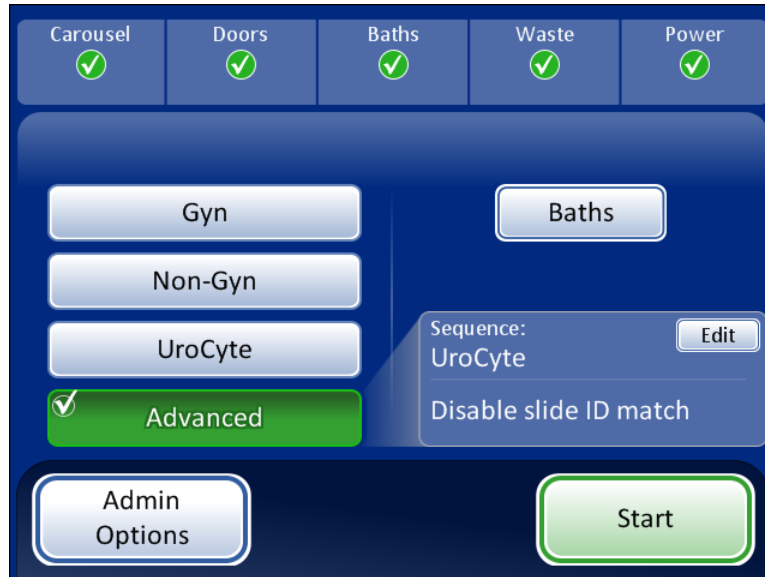 Carousel
Doors
Baths
Waste
Power
Gyn
Baths
Non-Gyn
UroCyte
Sequence:
Edit
UroCyte
Advanced
Disable slide ID match
Admin
Options
Start